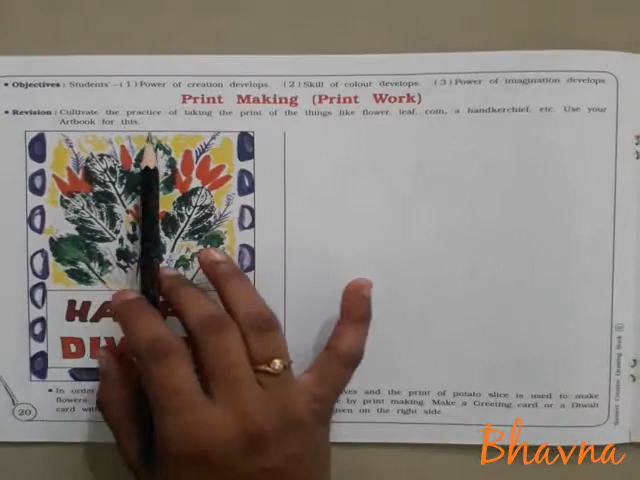 • Objectives : Students' – (1) Power of creation develops. (2) Skill of colour develops. (3) Power of imagination develops
Print Making (Print Work)
• Revision : Cultivate the practice of taking the print of the things like flower, leaf, coin, a handkerchief, etc. Use your
Artbook for this.
HA
DI
• In order and the print of potato slice is used to make
flowers. by print making. Make a Greeting card or a Diwali
card with given on the right side.
20
Bhavna